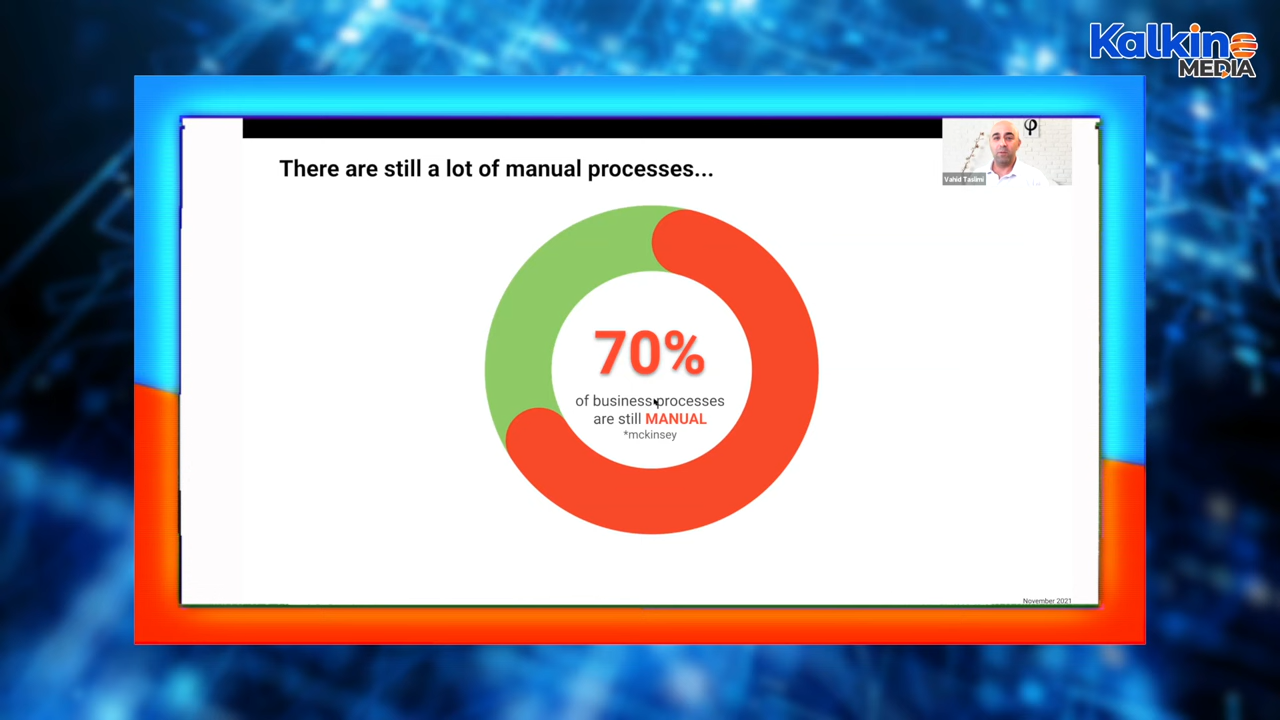 Kalkine
MEDIA
There are still a lot of manual processes...
φ
Vahid Taslimi
70%
of business processes
are still MANUAL
*mckinsey
November 2021